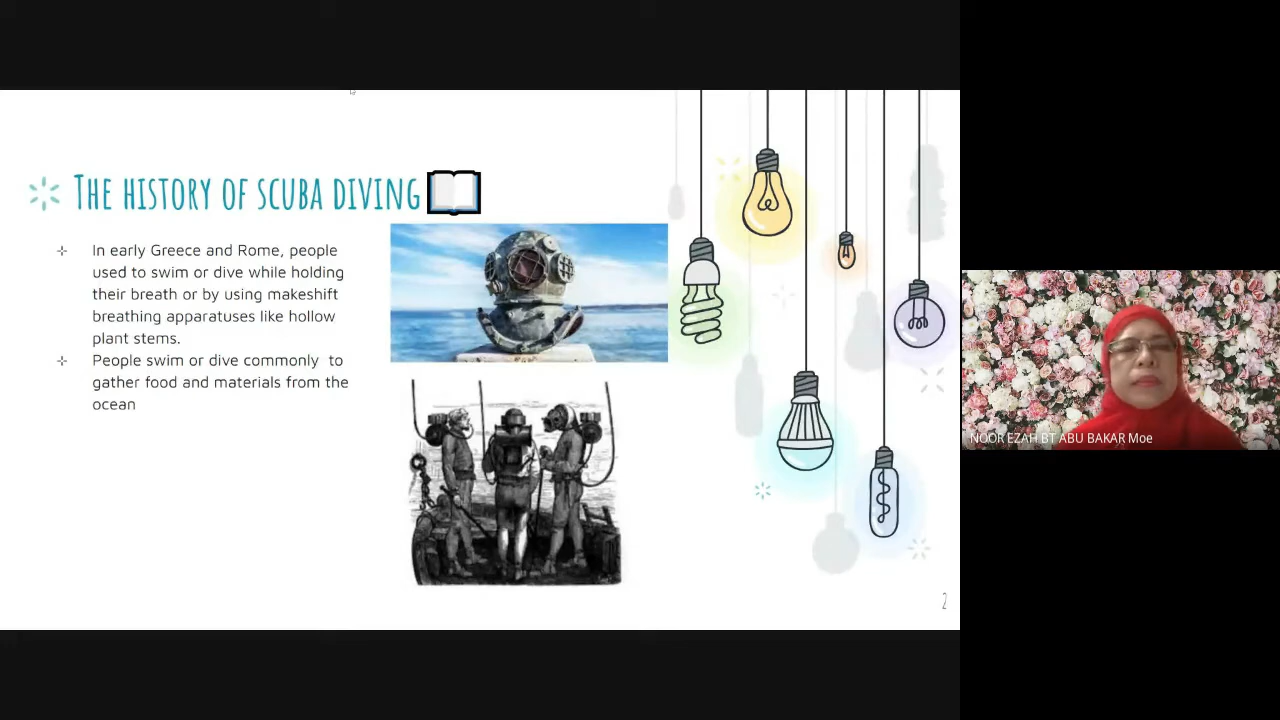 The history of scuba diving
In early Greece and Rome, people
used to swim or dive while holding
their breath or by using makeshift
breathing apparatuses like hollow
plant stems.
People swim or dive commonly to
gather food and materials from the
ocean
2
NOOR EZAH BT ABU BAKAR Moe